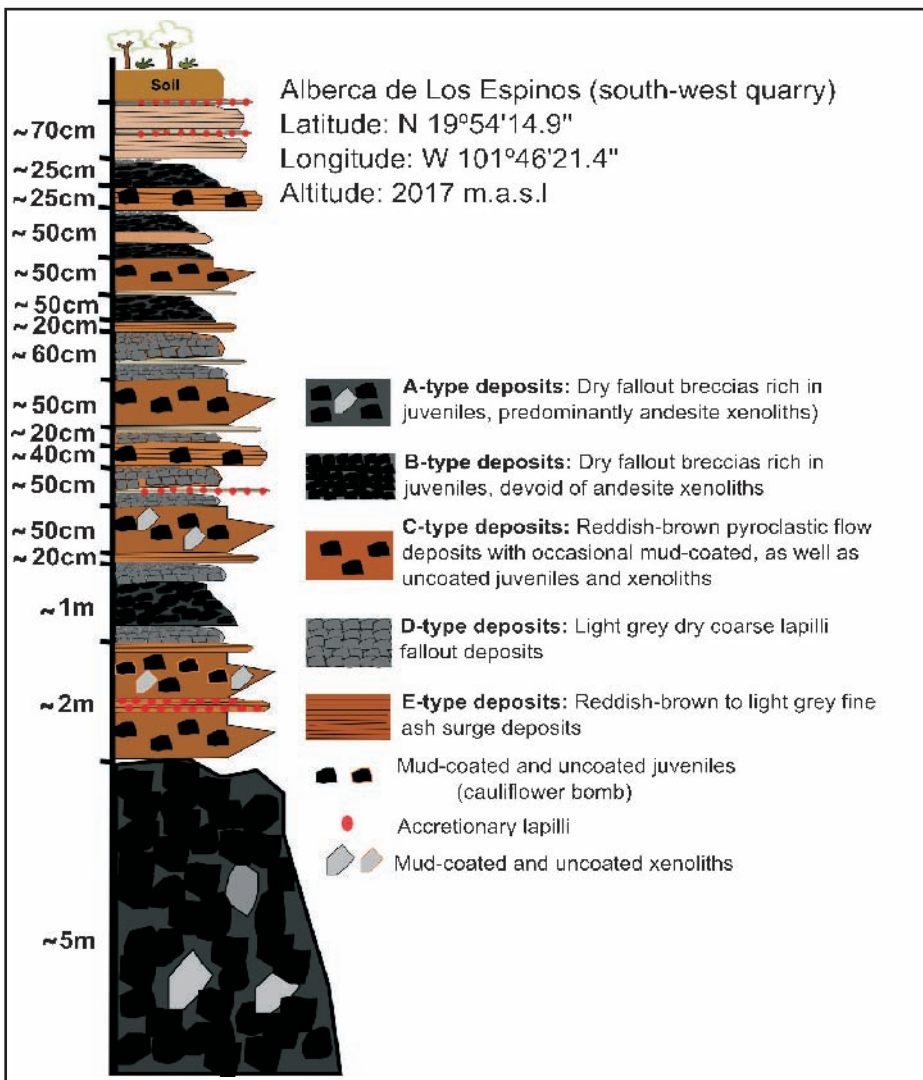 Soil
Alberca de Los Espinos (south-west quarry)
Latitude: N 19º54'14.9"
Longitude: W 101º46'21.4"
Altitude: 2017 m.a.s.l
~70cm
~25cm
~25cm
~50cm
~50cm
~50cm
~20cm
~60cm
~50cm
~20cm
~40cm
~50cm
~50cm
~20cm
~1m
~2m
~5m
A-type deposits: Dry fallout breccias rich in
juveniles, predominantly andesite xenoliths)
B-type deposits: Dry fallout breccias rich in
juveniles, devoid of andesite xenoliths
C-type deposits: Reddish-brown pyroclastic flow
deposits with occasional mud-coated, as well as
uncoated juveniles and xenoliths
D-type deposits: Light grey dry coarse lapilli
fallout deposits
E-type deposits: Reddish-brown to light grey fine
ash surge deposits
Mud-coated and uncoated juveniles
(cauliflower bomb)
Accretionary lapilli
Mud-coated and uncoated xenoliths